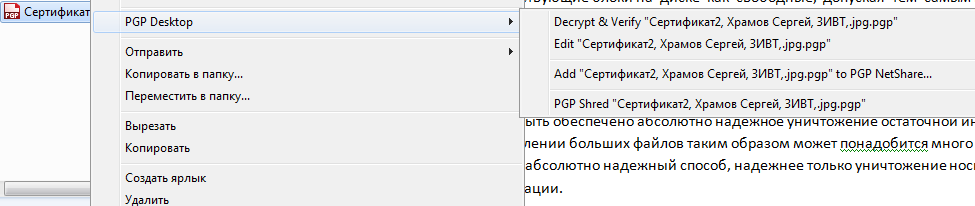 твующие блоки на диске как свободные, допуская тем самым
PGP Сертификат
PGP Desktop
Decrypt & Verify "Сертификат2, Храмов Сергей, ЗИВТ,.jpg.pgp"
Edit "Сертификат2, Храмов Сергей, ЗИВТ,.jpg.pgp"
Add "Сертификат2, Храмов Сергей, ЗИВТ,.jpg.pgp" to PGP NetShare...
PGP Shred "Сертификат2, Храмов Сергей, ЗИВТ,.jpg.pgp"
Отправить
Копировать в папку...
Переместить в папку...
Вырезать
Копировать
Создать ярлык
Удалить
ыть обеспечено абсолютно надежное уничтожение остаточной ин
лении больших файлов таким образом может понадобится много
абсолютно надежный способ, надежнее только уничтожение нос
ации.